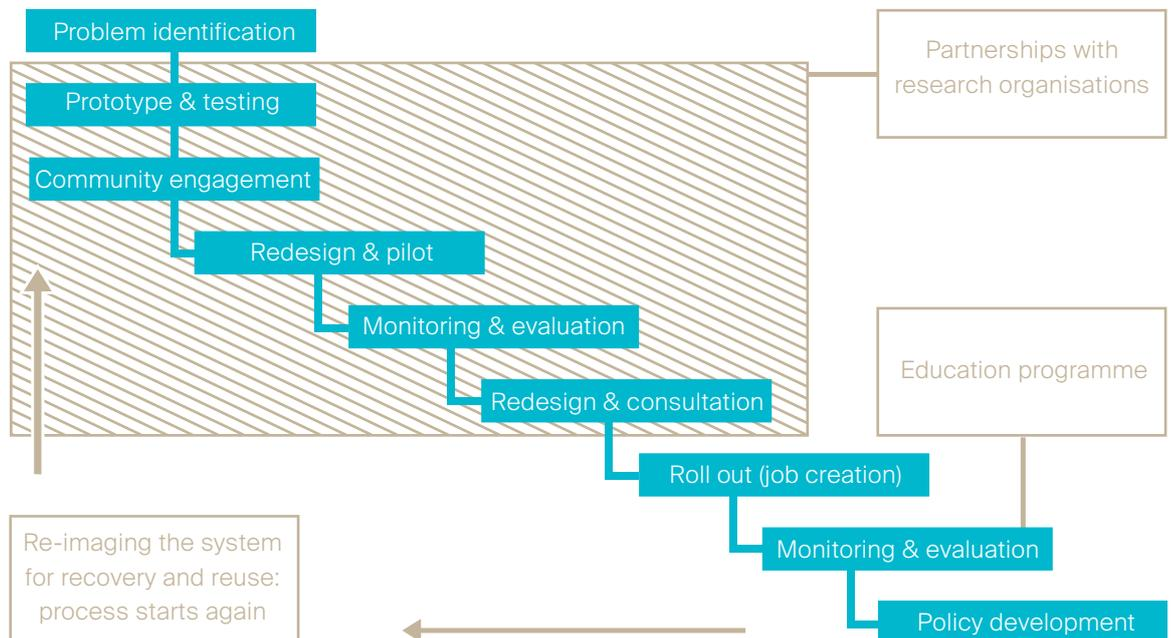 Problem identification
Partnerships with
research organisations
Prototype & testing
Community engagement
Redesign & pilot
Monitoring & evaluation
Education programme
Redesign & consultation
Roll out (job creation)
Monitoring & evaluation
Policy development
Re-imaging the system
for recovery and reuse:
process starts again